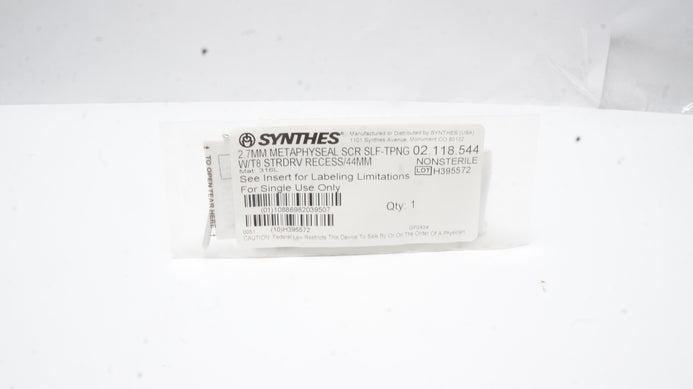 SYNTHES® Manufactured or Distributed by SYNTHES (USA)
1101 Synthes Avenue, Monument CO 80132
2.7MM METAPHYSEAL SCR SLF-TPNG 02.118.544
W/T8 STRDRV RECESS/44MM NONSTERILE
Mat: 316L LOT H395572
See Insert for Labeling Limitations
For Single Use Only
(01)10886982039507 Qty: 1
(10)H395572
0051 GP2424
CAUTION: Federal Law Restricts This Device To Sale By Or On The Order Of A Physician
TO OPEN TEAR HERE